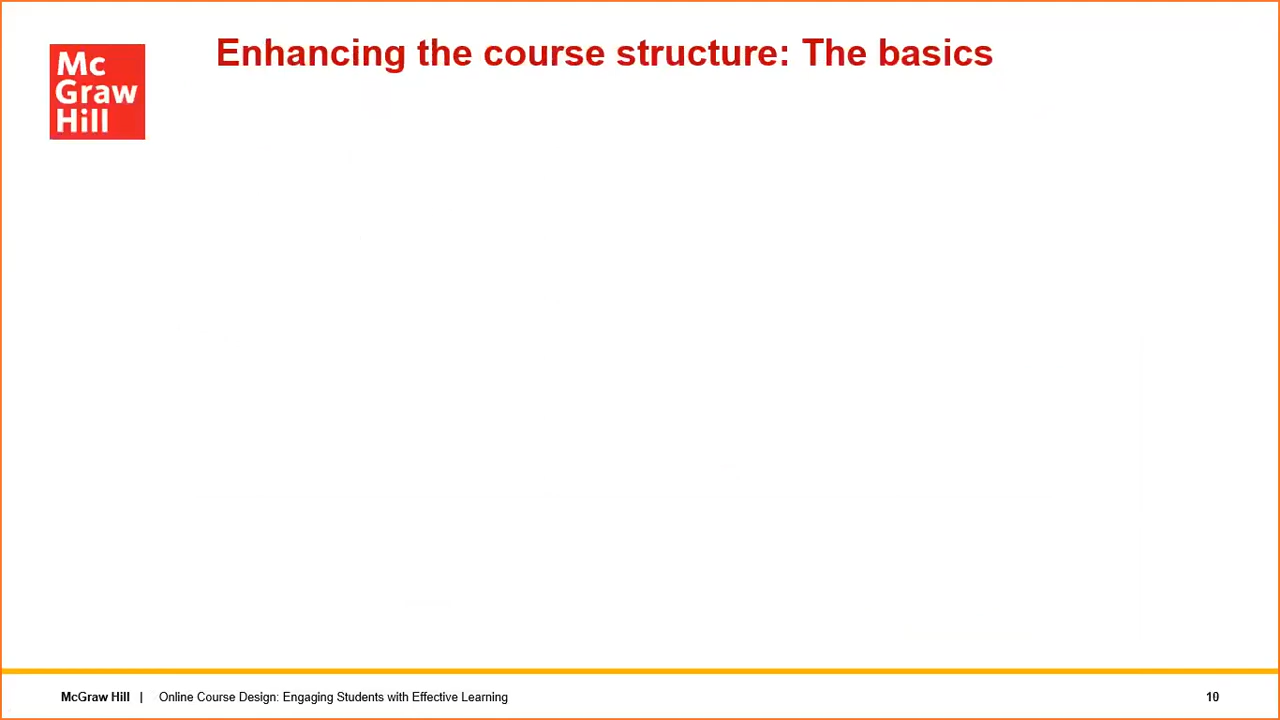 Enhancing the course structure: The basics
Mc
Graw
Hill
McGraw Hill | Online Course Design: Engaging Students with Effective Learning
10